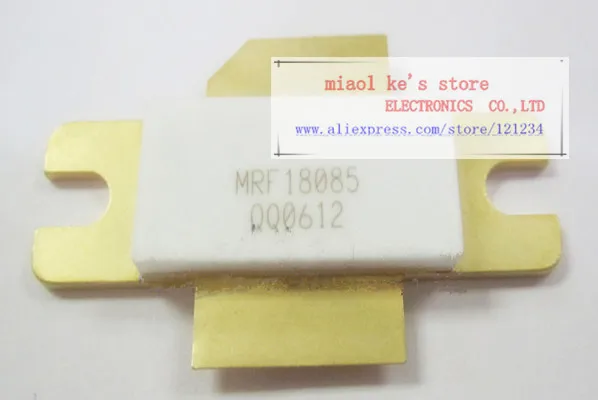 miaol ke's store
ELECTRONICS CO.,LTD
www.aliexpress.com/store/121234
MRF18085
QQ0612